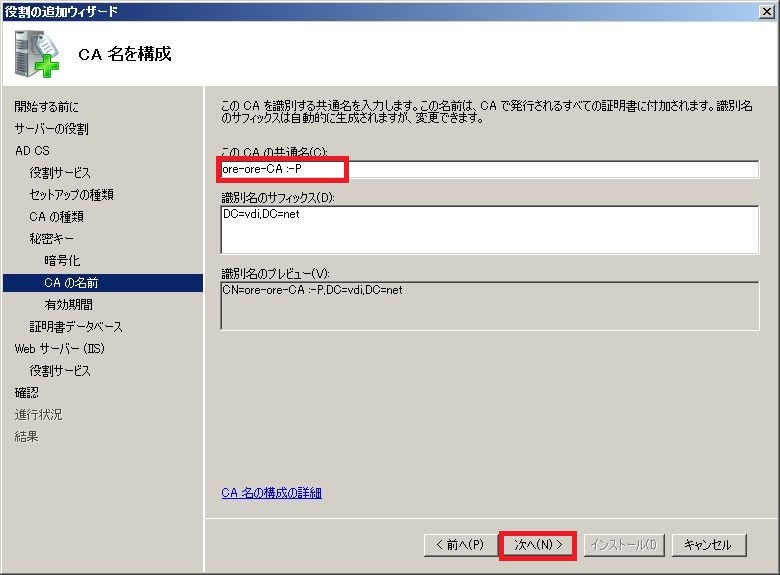 役割の追加ウィザード
CA 名を構成
開始する前に
サーバーの役割
AD CS
役割サービス
セットアップの種類
CA の種類
秘密キー
暗号化
CA の名前
有効期間
証明書データベース
Web サーバー (IIS)
役割サービス
確認
進行状況
結果
この CA を識別する共通名を入力します。この名前は、CA で発行されるすべての証明書に付加されます。識別名
のサフィックスは自動的に生成されますが、変更できます。
この CA の共通名(C):
ore-ore-CA :-P
識別名のサフィックス(D):
DC=vdi,DC=net
識別名のプレビュー(V):
CN=ore-ore-CA :-P,DC=vdi,DC=net
CA 名の構成の詳細
< 前へ(P)
次へ(N) >
インストール(I)
キャンセル